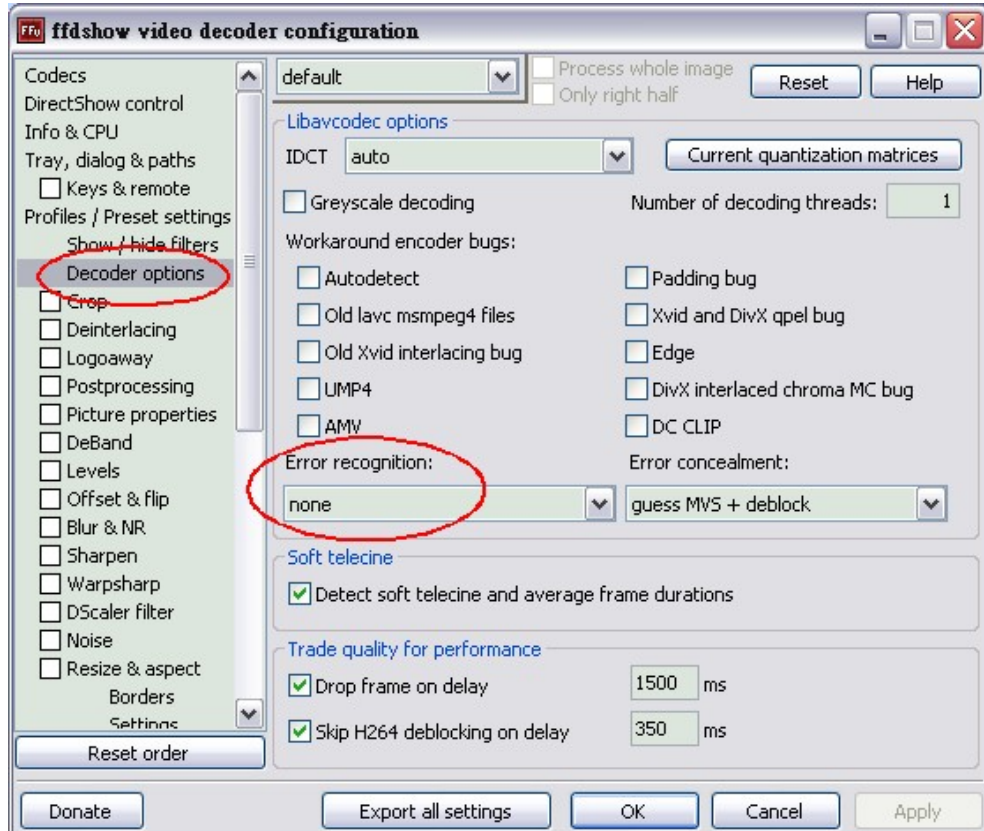 FFv ffdshow video decoder configuration
Codecs
DirectShow control
Info & CPU
Tray, dialog & paths
Keys & remote
Profiles / Preset settings
Show / hide filters
Decoder options
Crop
Deinterlacing
Logoaway
Postprocessing
Picture properties
DeBand
Levels
Offset & flip
Blur & NR
Sharpen
Warpsharp
DScaler filter
Noise
Resize & aspect
Borders
Settings
Reset order
default
Process whole image
Only right half
Reset
Help
Libavcodec options
IDCT auto
Current quantization matrices
Greyscale decoding
Number of decoding threads: 1
Workaround encoder bugs:
Autodetect
Padding bug
Old lavc msmpeg4 files
Xvid and DivX qpel bug
Old Xvid interlacing bug
Edge
UMP4
DivX interlaced chroma MC bug
AMV
DC CLIP
Error recognition:
Error concealment:
none
guess MVS + deblock
Soft telecine
Detect soft telecine and average frame durations
Trade quality for performance
Drop frame on delay 1500 ms
Skip H264 deblocking on delay 350 ms
Donate
Export all settings
OK
Cancel
Apply